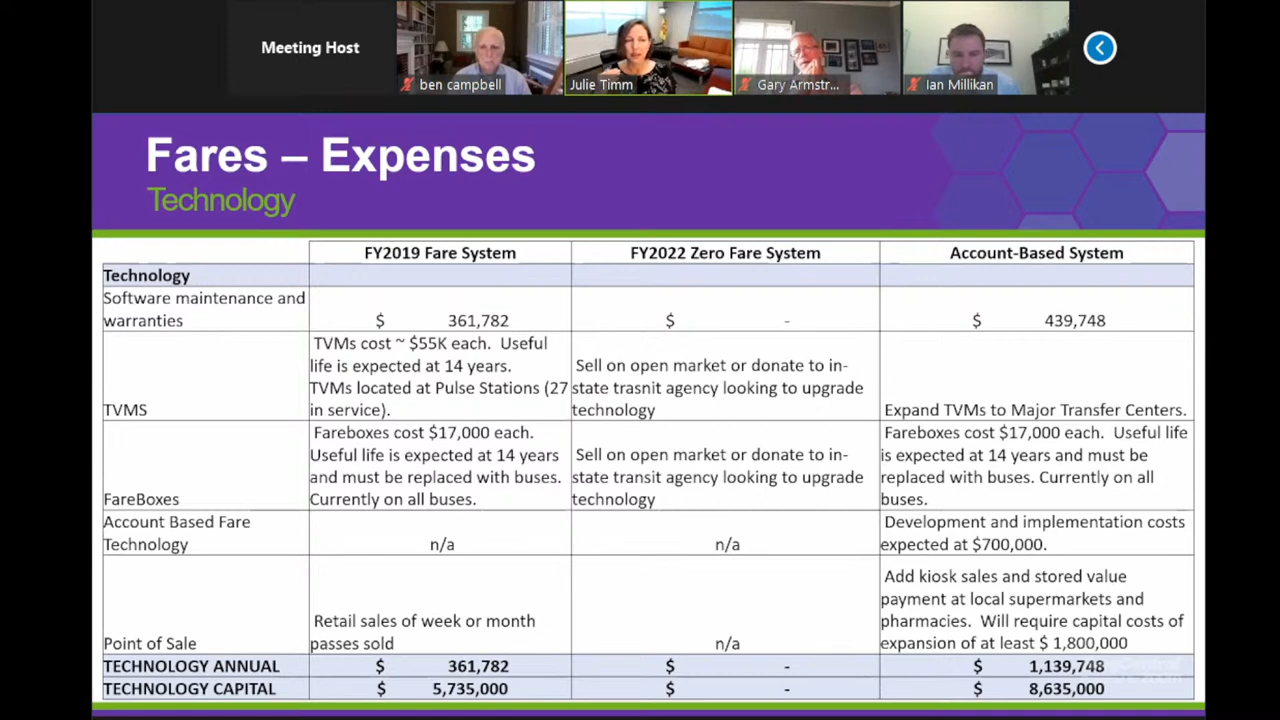 Meeting Host
ben campbell
Julie Timm
Gary Armstr...
Ian Millikan
Fares – Expenses
Technology
FY2019 Fare System
FY2022 Zero Fare System
Account-Based System
Technology
Software maintenance and
warranties
$ 361,782
$ -
$ 439,748
TVMS
TVMs cost ~ $55K each. Useful
life is expected at 14 years.
TVMs located at Pulse Stations (27
in service).
Sell on open market or donate to in-
state trasnit agency looking to upgrade
technology
Expand TVMs to Major Transfer Centers.
FareBoxes
Fareboxes cost $17,000 each.
Useful life is expected at 14 years
and must be replaced with buses.
Currently on all buses.
Sell on open market or donate to in-
state transit agency looking to upgrade
technology
Fareboxes cost $17,000 each. Useful life
is expected at 14 years and must be
replaced with buses. Currently on all
buses.
Account Based Fare
Technology
n/a
n/a
Development and implementation costs
expected at $700,000.
Point of Sale
Retail sales of week or month
passes sold
n/a
Add kiosk sales and stored value
payment at local supermarkets and
pharmacies. Will require capital costs of
expansion of at least $ 1,800,000
TECHNOLOGY ANNUAL
$ 361,782
$ -
$ 1,139,748
TECHNOLOGY CAPITAL
$ 5,735,000
$ -
$ 8,635,000